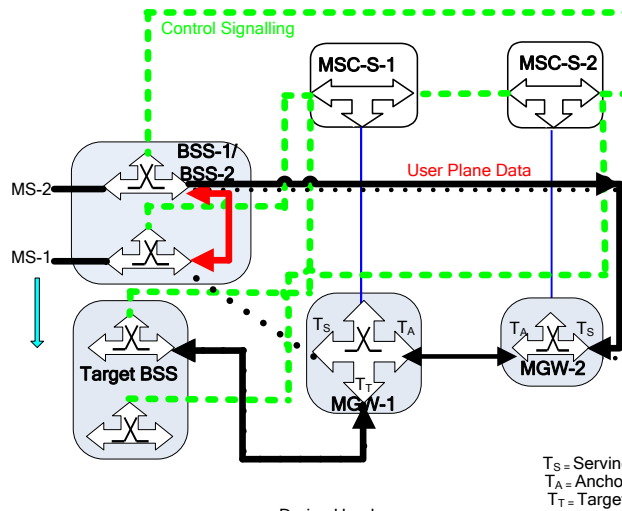 Control Signalling
MSC-S-1
MSC-S-2
BSS-1/
BSS-2
User Plane Data
MS-2
MS-1
Target BSS
TS
TA
TT
MGW-1
TA
TS
MGW-2
TS = Servin
TA = Ancho
TT = Target